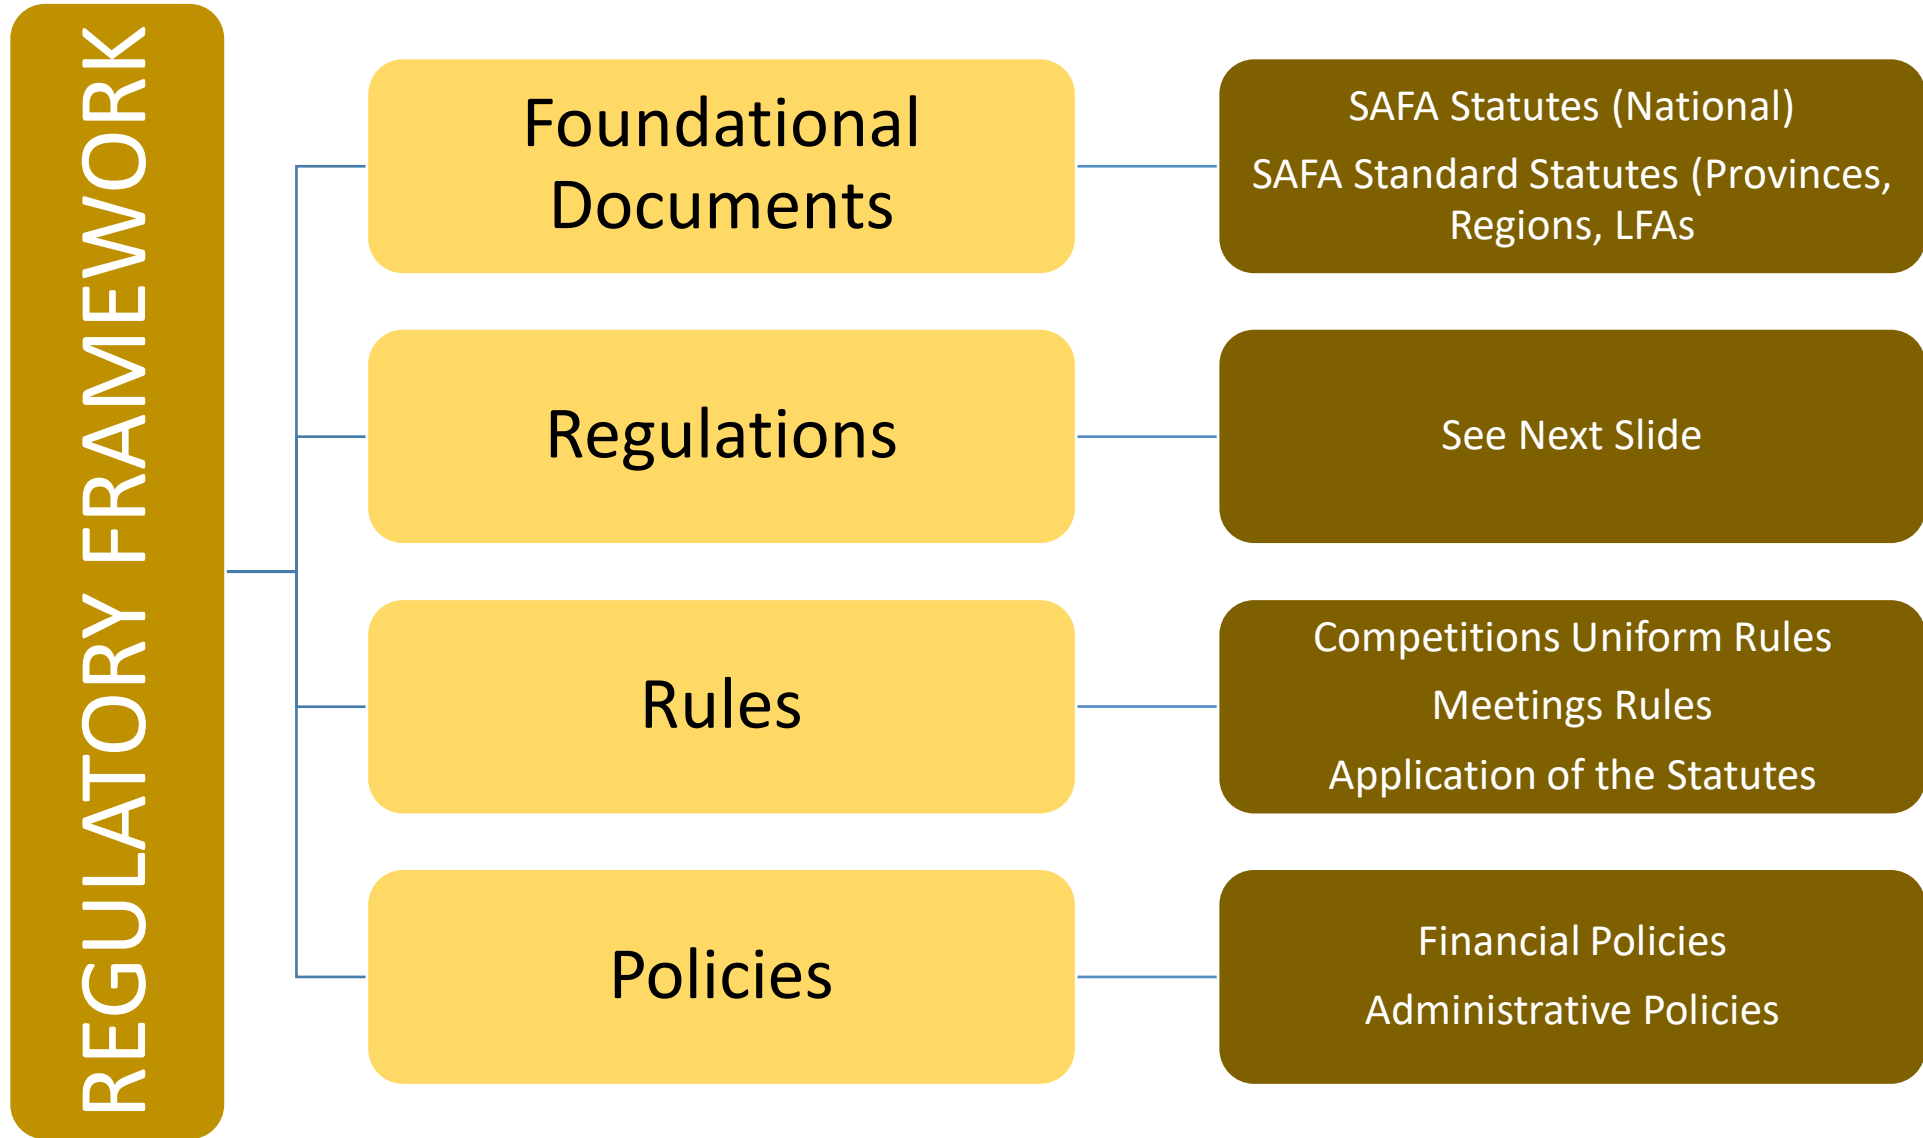 REGULATORY FRAMEWORK
Foundational
Documents
SAFA Statutes (National)
SAFA Standard Statutes (Provinces,
Regions, LFAs
Regulations
See Next Slide
Rules
Competitions Uniform Rules
Meetings Rules
Application of the Statutes
Policies
Financial Policies
Administrative Policies